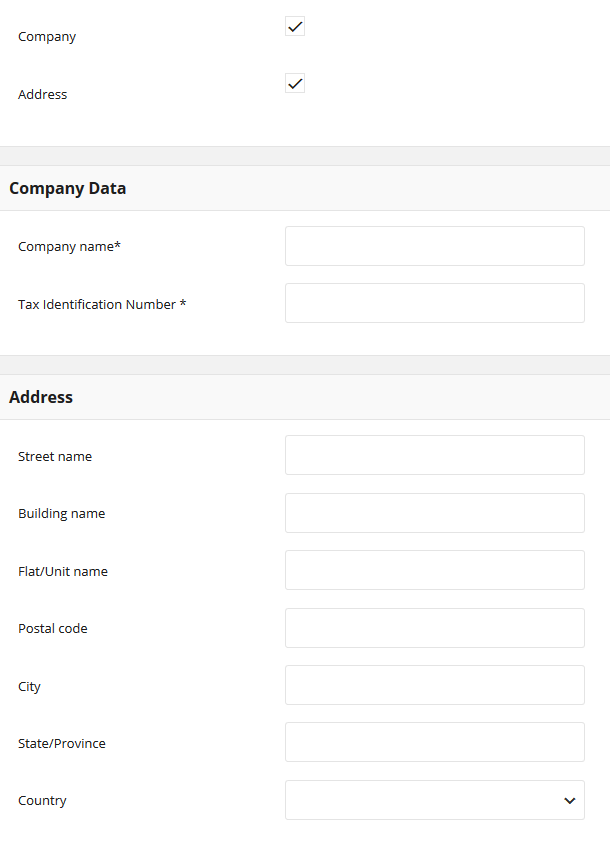 Company
Address
Company Data
Company name*
Tax Identification Number *
Address
Street name
Building name
Flat/Unit name
Postal code
City
State/Province
Country